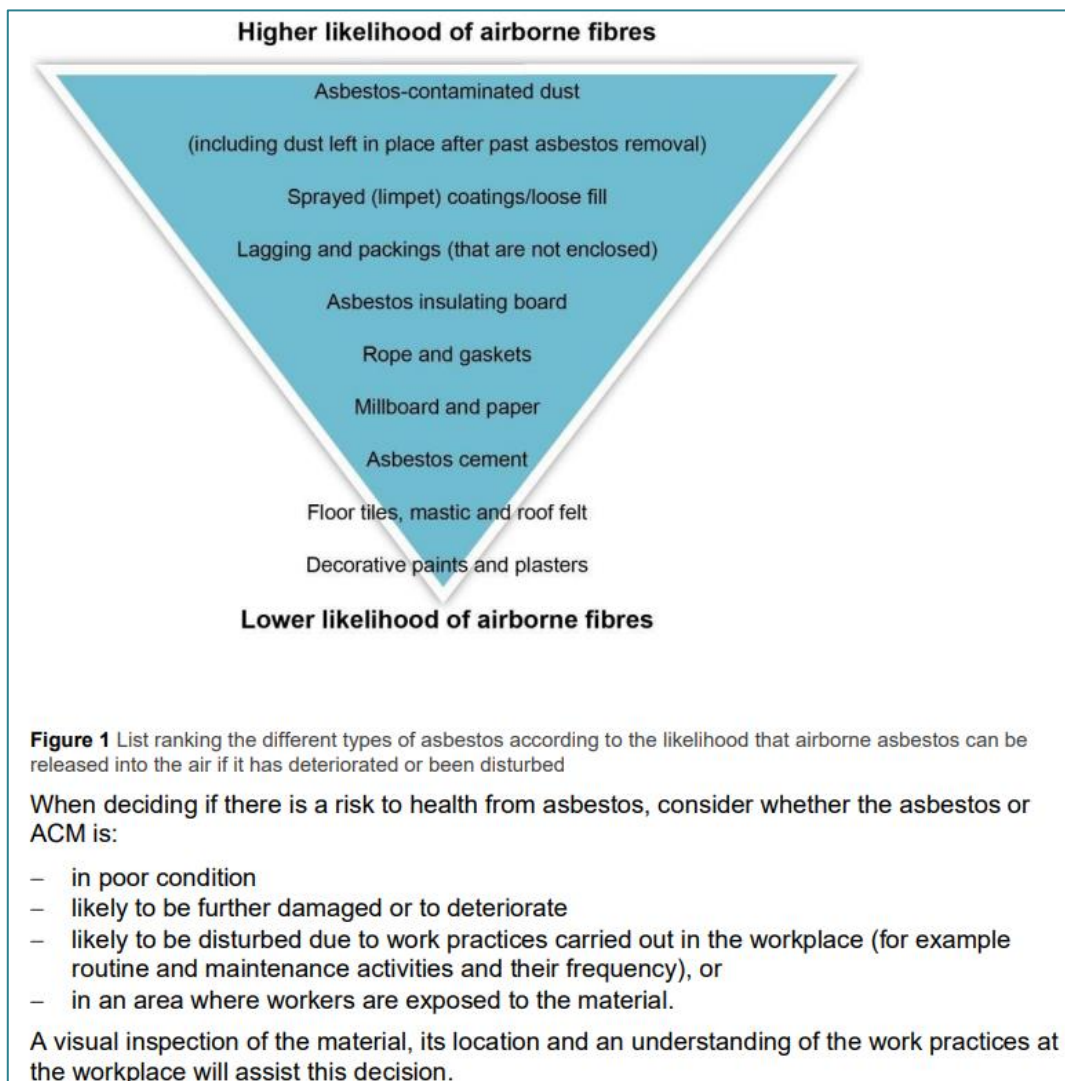 Higher likelihood of airborne fibres
Asbestos-contaminated dust
(including dust left in place after past asbestos removal)
Sprayed (limpet) coatings/loose fill
Lagging and packings (that are not enclosed)
Asbestos insulating board
Rope and gaskets
Millboard and paper
Asbestos cement
Floor tiles, mastic and roof felt
Decorative paints and plasters
Lower likelihood of airborne fibres
Figure 1 List ranking the different types of asbestos according to the likelihood that airborne asbestos can be
released into the air if it has deteriorated or been disturbed
When deciding if there is a risk to health from asbestos, consider whether the asbestos or
ACM is:
– in poor condition
– likely to be further damaged or to deteriorate
– likely to be disturbed due to work practices carried out in the workplace (for example
routine and maintenance activities and their frequency), or
– in an area where workers are exposed to the material.
A visual inspection of the material, its location and an understanding of the work practices at
the workplace will assist this decision.